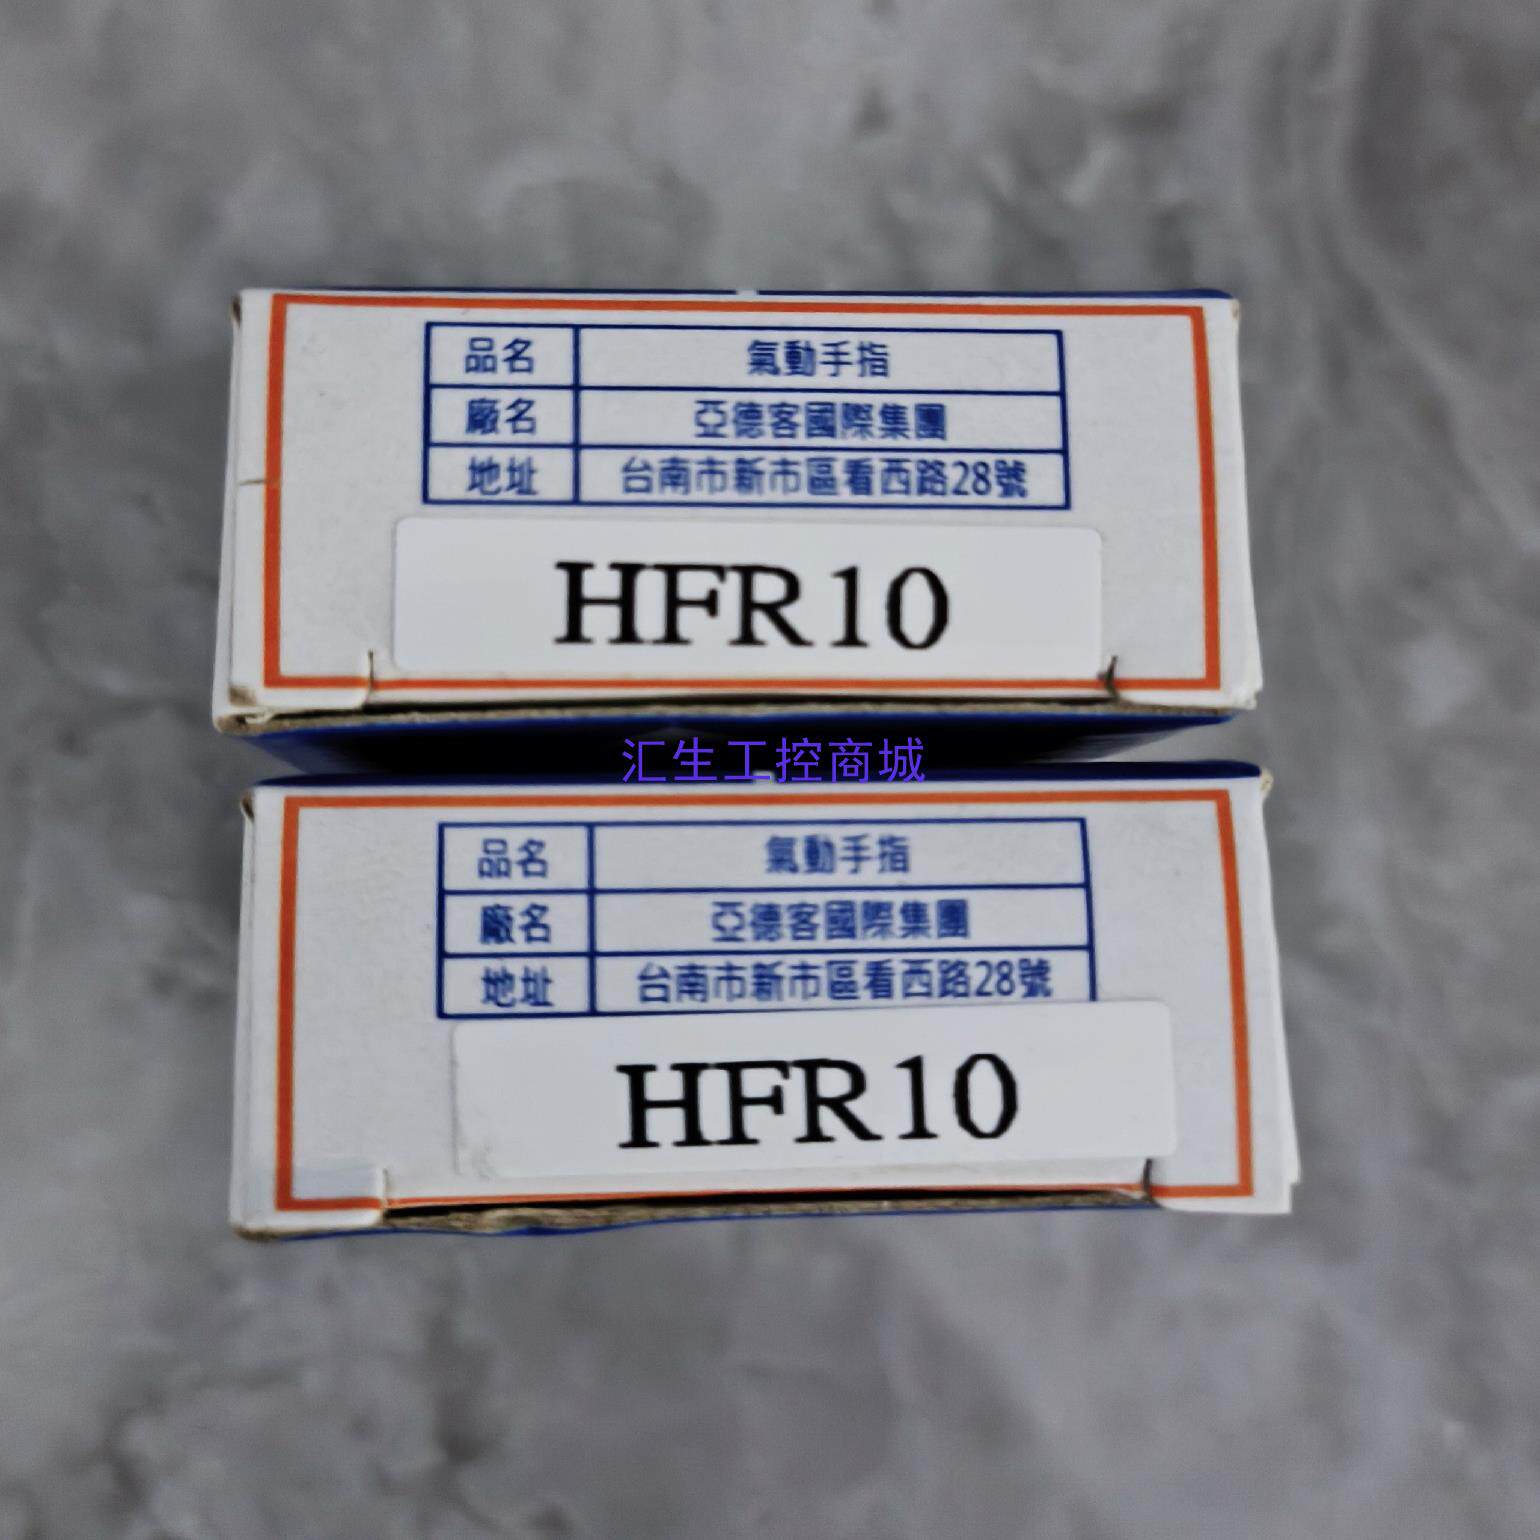 品名 氣動手指
廠名 亞德客國際集團
地址 台南市新市區看西路28號
HFR10
汇生工控商城
品名 氣動手指
廠名 亞德客國際集團
地址 台南市新市區看西路28號
HFR10